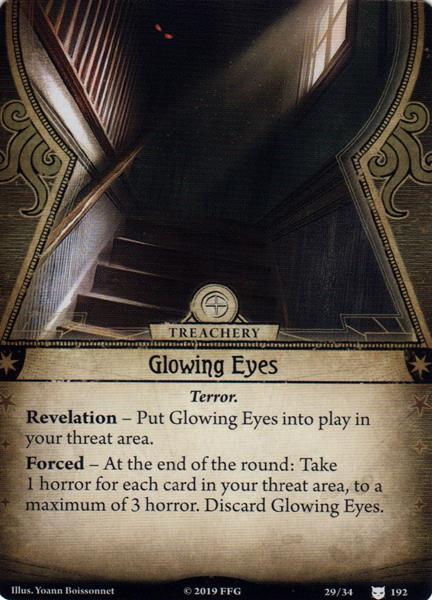 TREACHERY
Glowing Eyes
Terror.
Revelation – Put Glowing Eyes into play in
your threat area.
Forced – At the end of the round: Take
1 horror for each card in your threat area, to a
maximum of 3 horror. Discard Glowing Eyes.
Illus. Yoann Boissonnet © 2019 FFG 29/34 192